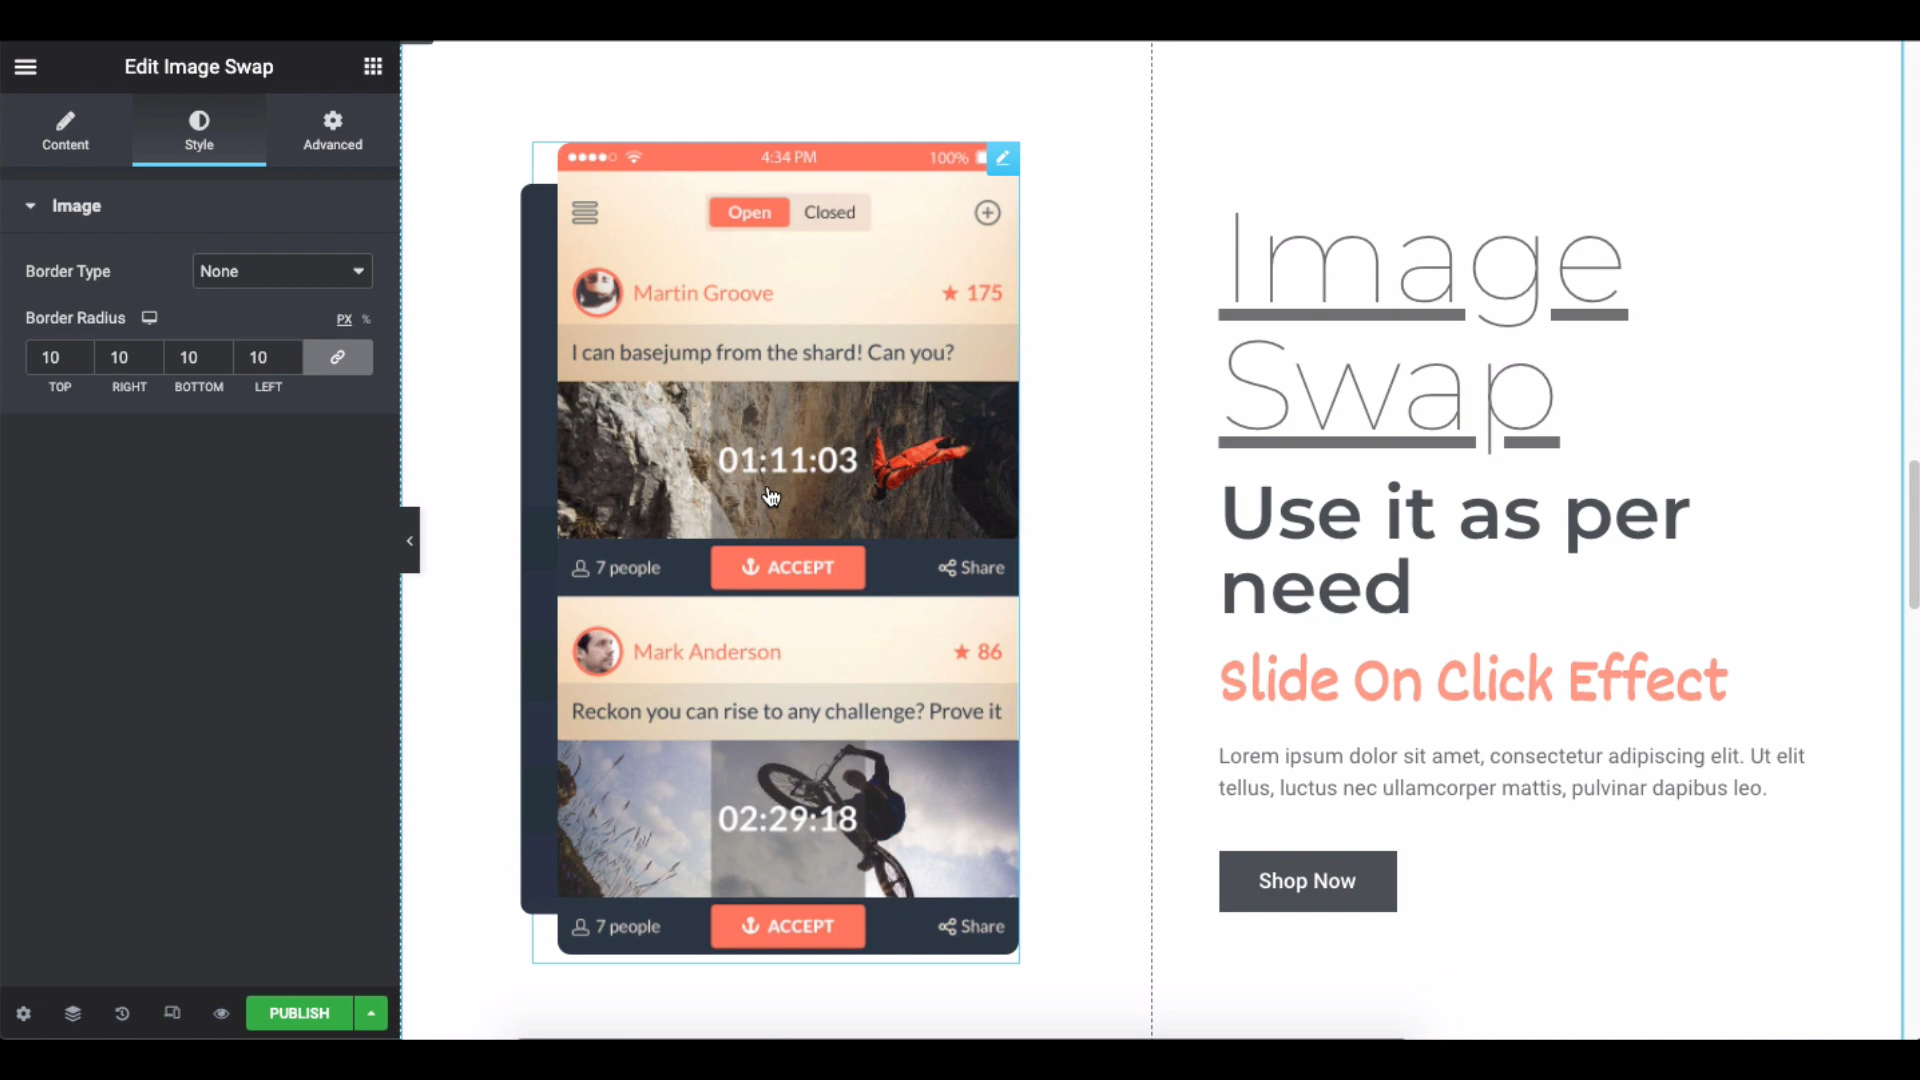 Edit Image Swap
Content
Style
Advanced
Image
Border Type
None
Border Radius
PX %
10 10 10 10
TOP RIGHT BOTTOM LEFT
PUBLISH
4:34 PM
100%
Open
Closed
Martin Groove
★ 175
I can basejump from the shard! Can you?
01:11:03
7 people
ACCEPT
Share
Mark Anderson
★ 86
Reckon you can rise to any challenge? Prove it
02:29:18
7 people
ACCEPT
Share
Image
Swap
Use it as per
need
Slide On Click Effect
Lorem ipsum dolor sit amet, consectetur adipiscing elit. Ut elit
tellus, luctus nec ullamcorper mattis, pulvinar dapibus leo.
Shop Now